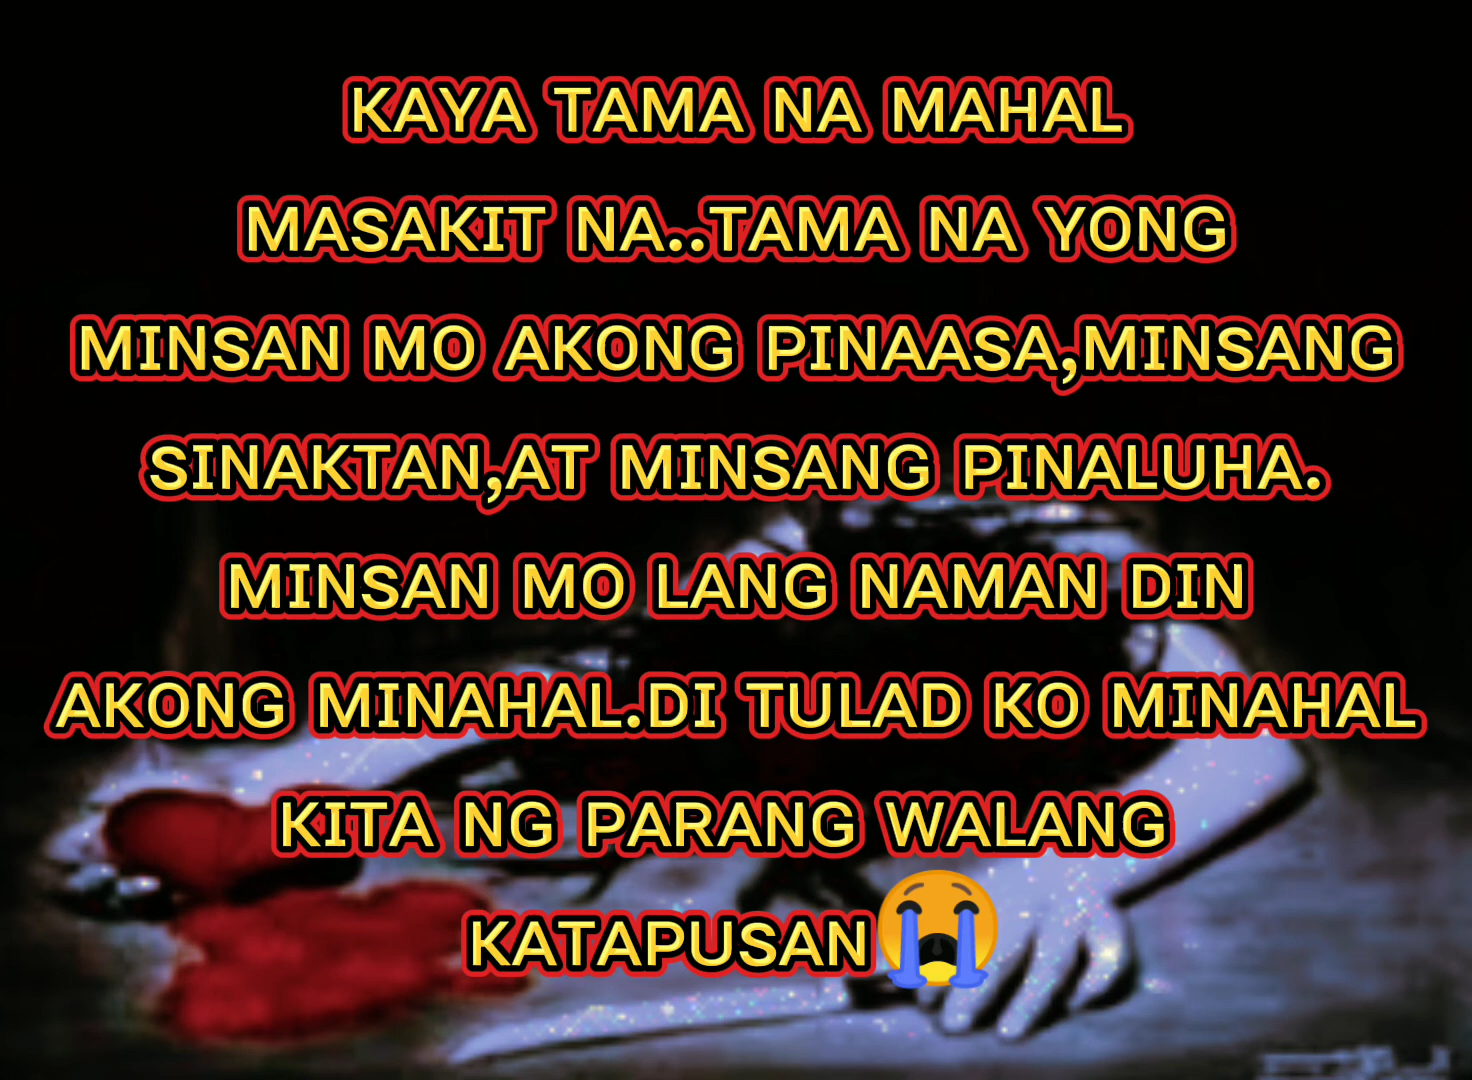 KAYA TAMA NA MAHAL
MASAKIT NA..TAMA NA YONG
MINSAN MO AKONG PINAASA,MINSANG
SINAKTAN,AT MINSANG PINALUHA.
MINSAN MO LANG NAMAN DIN
AKONG MINAHAL.DI TULAD KO MINAHAL
KITA NG PARANG WALANG
KATAPUSAN😭